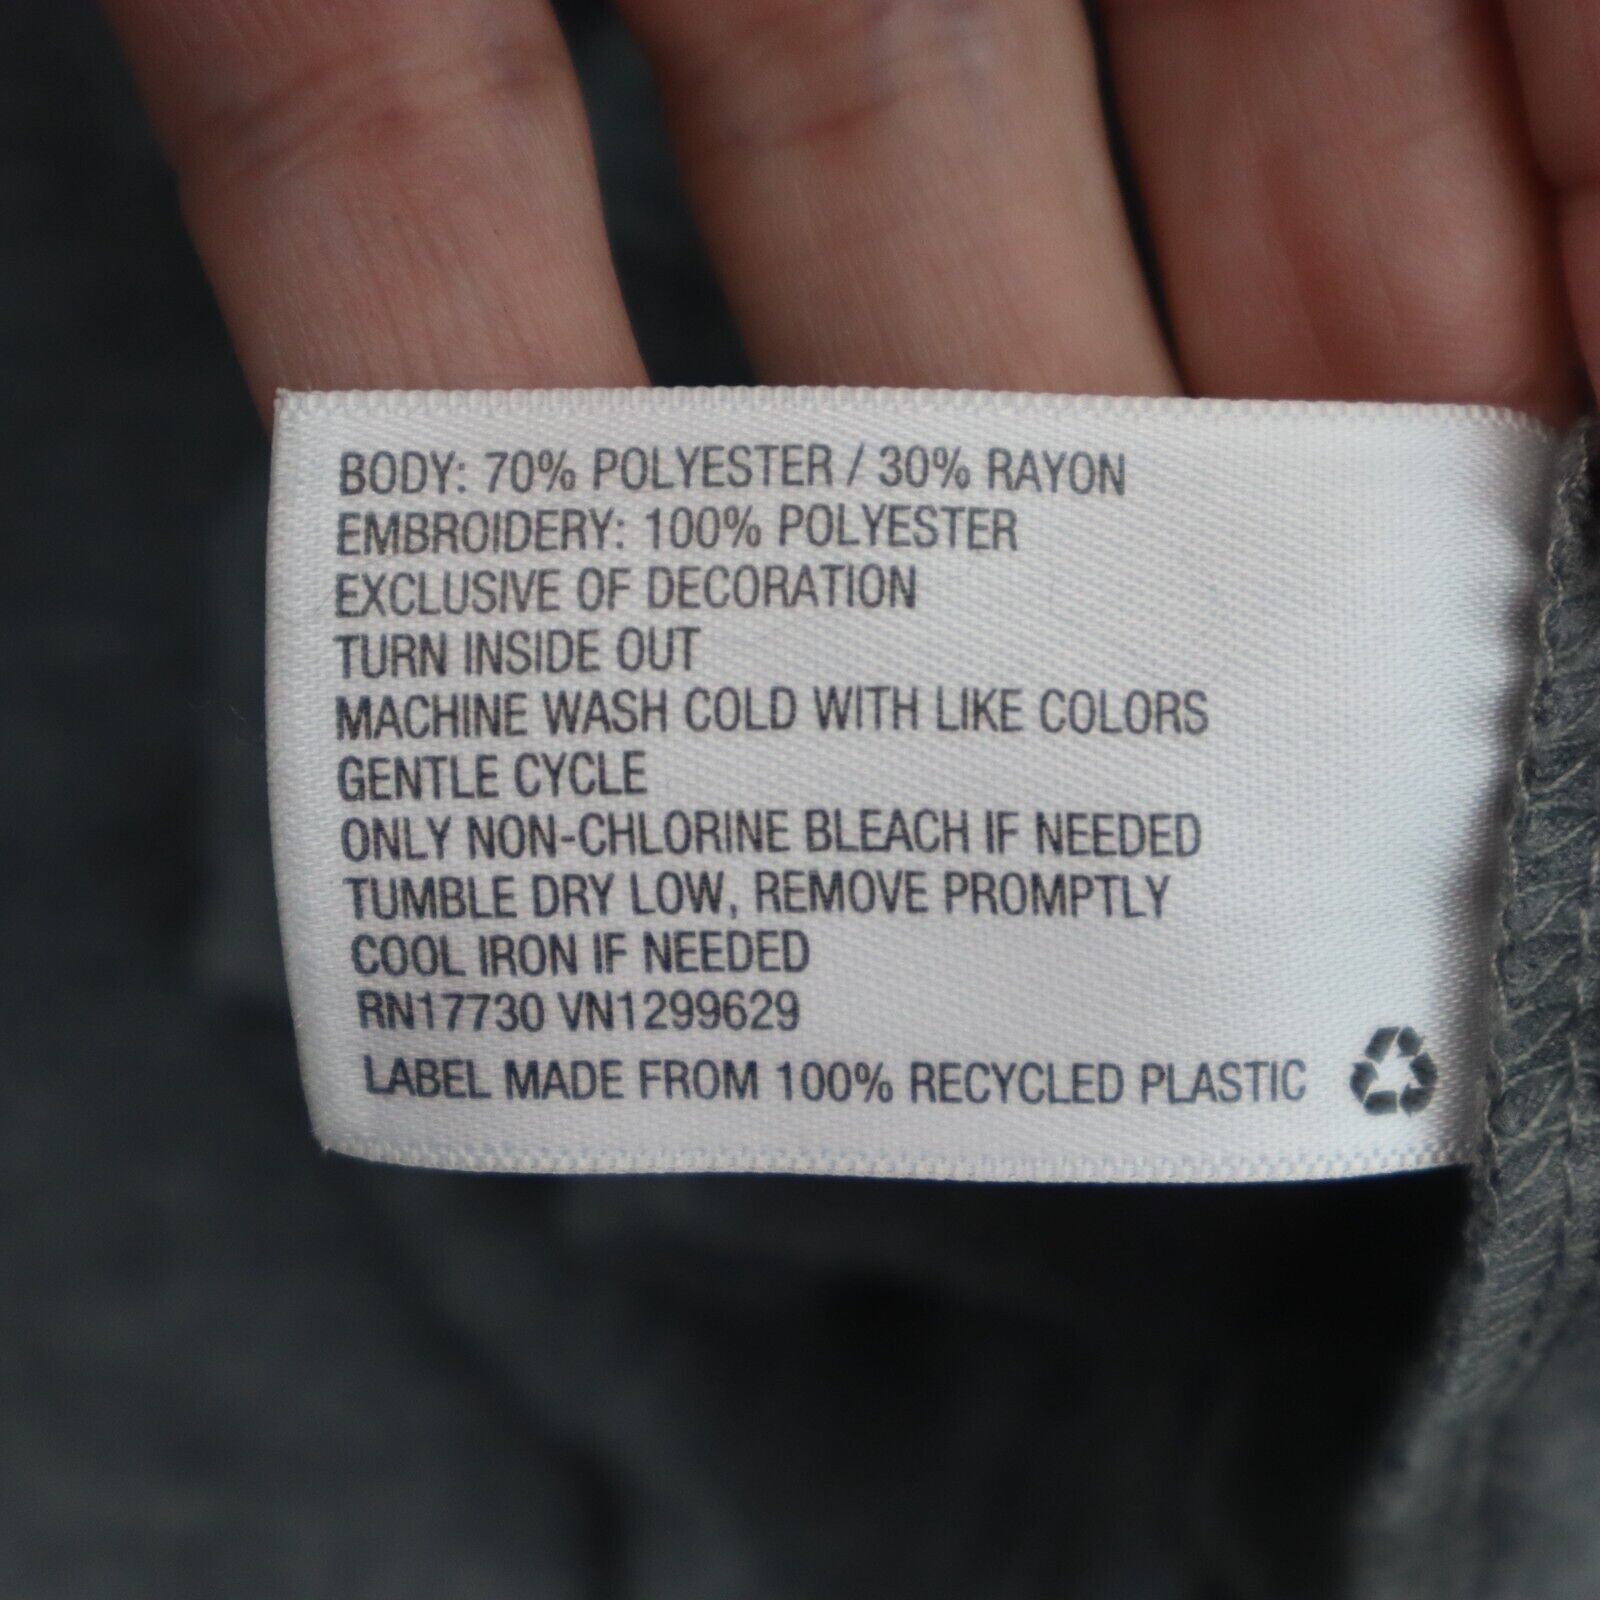 BODY: 70% POLYESTER / 30% RAYON
EMBROIDERY: 100% POLYESTER
EXCLUSIVE OF DECORATION
TURN INSIDE OUT
MACHINE WASH COLD WITH LIKE COLORS
GENTLE CYCLE
ONLY NON-CHLORINE BLEACH IF NEEDED
TUMBLE DRY LOW, REMOVE PROMPTLY
COOL IRON IF NEEDED
RN17730 VN1299629
LABEL MADE FROM 100% RECYCLED PLASTIC